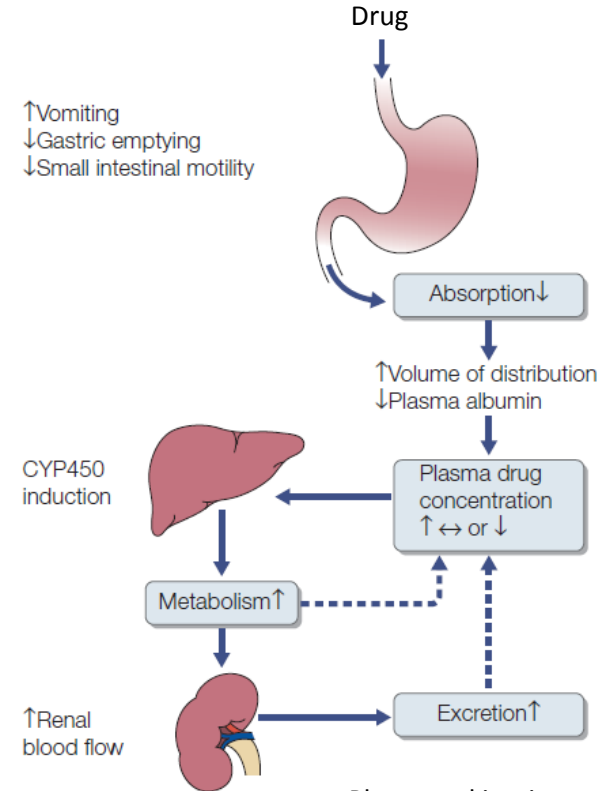 Drug
↑Vomiting
↓Gastric emptying
↓Small intestinal motility
Absorption↓
↑Volume of distribution
↓Plasma albumin
CYP450
induction
Plasma drug
concentration
↑ ↔ or ↓
Metabolism↑
↑Renal
blood flow
Excretion↑